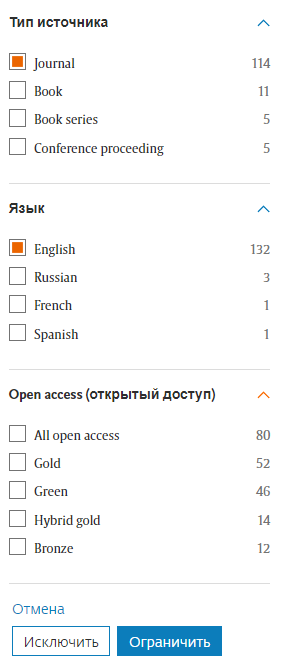 Тип источника
Journal 114
Book 11
Book series 5
Conference proceeding 5
Язык
English 132
Russian 3
French 1
Spanish 1
Open access (открытый доступ)
All open access 80
Gold 52
Green 46
Hybrid gold 14
Bronze 12
Отмена
Исключить Ограничить